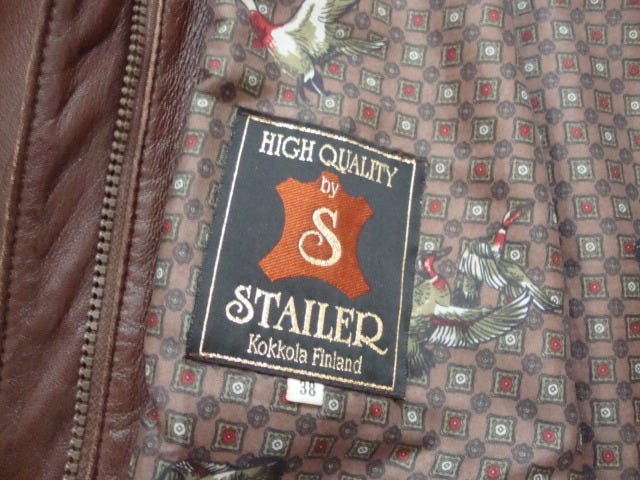 HIGH QUALITY
by
S
STAILER
Kokkola Finland
38